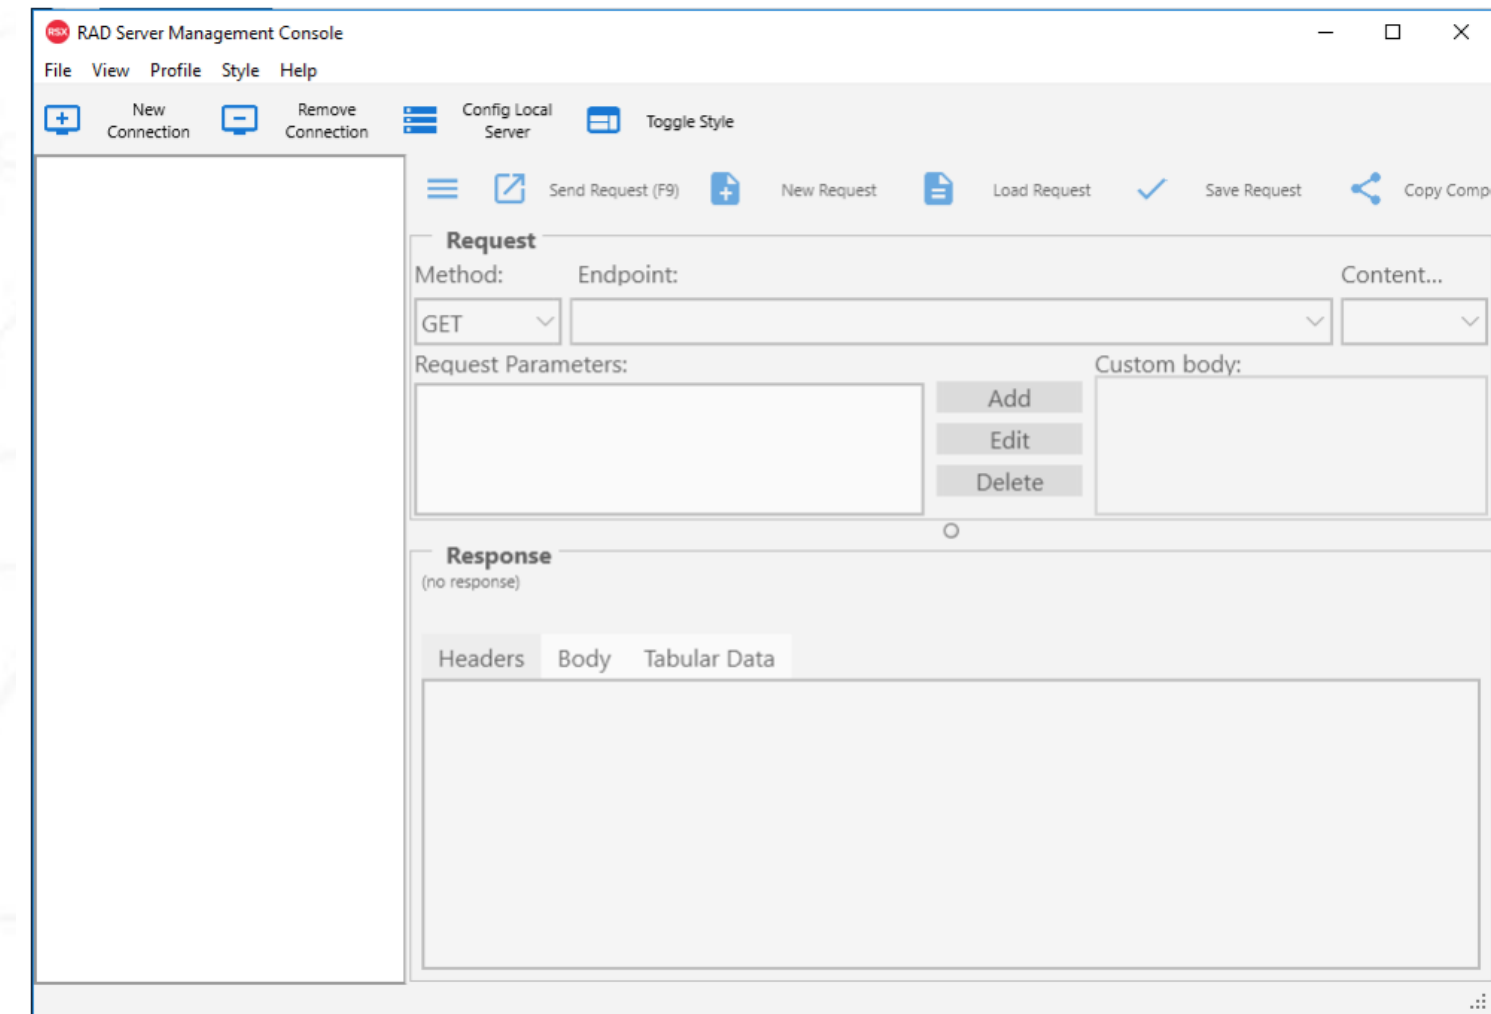 RSX RAD Server Management Console
File View Profile Style Help
New Connection
Remove Connection
Config Local Server
Toggle Style
Send Request (F9) New Request Load Request Save Request Copy Comp
Request
Method: Endpoint: Content...
GET
Request Parameters: Custom body:
Add
Edit
Delete
Response
(no response)
Headers Body Tabular Data